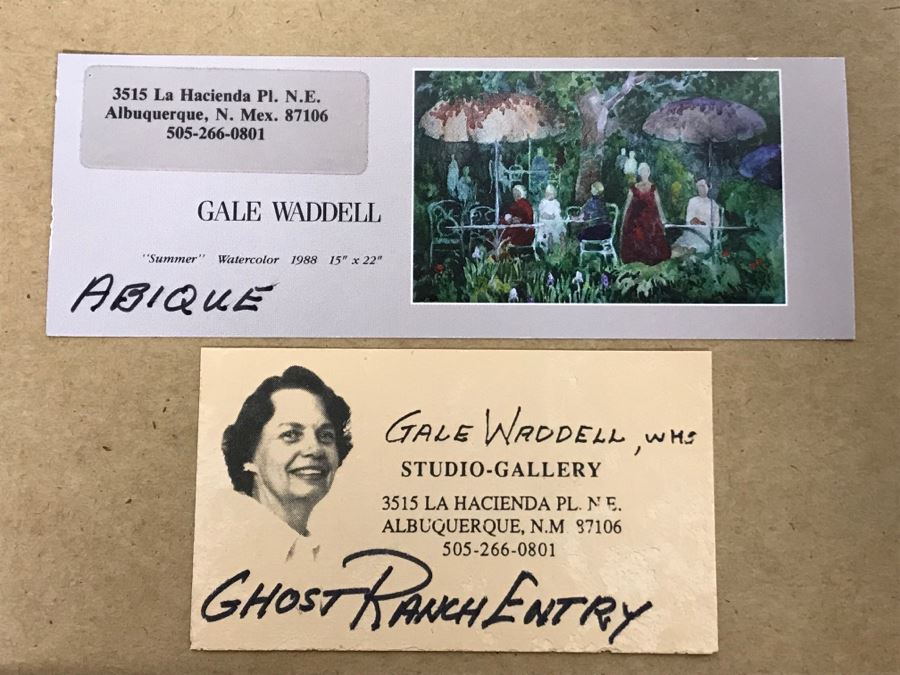 3515 La Hacienda Pl. N.E.
Albuquerque, N. Mex. 87106
505-266-0801
GALE WADDELL
"Summer" Watercolor 1988 15" x 22"
ABIQUE
GALE WADDELL, WHS
STUDIO-GALLERY
3515 LA HACIENDA PL. N.E.
ALBUQUERQUE, N.M 87106
505-266-0801
GHOST RANCH ENTRY